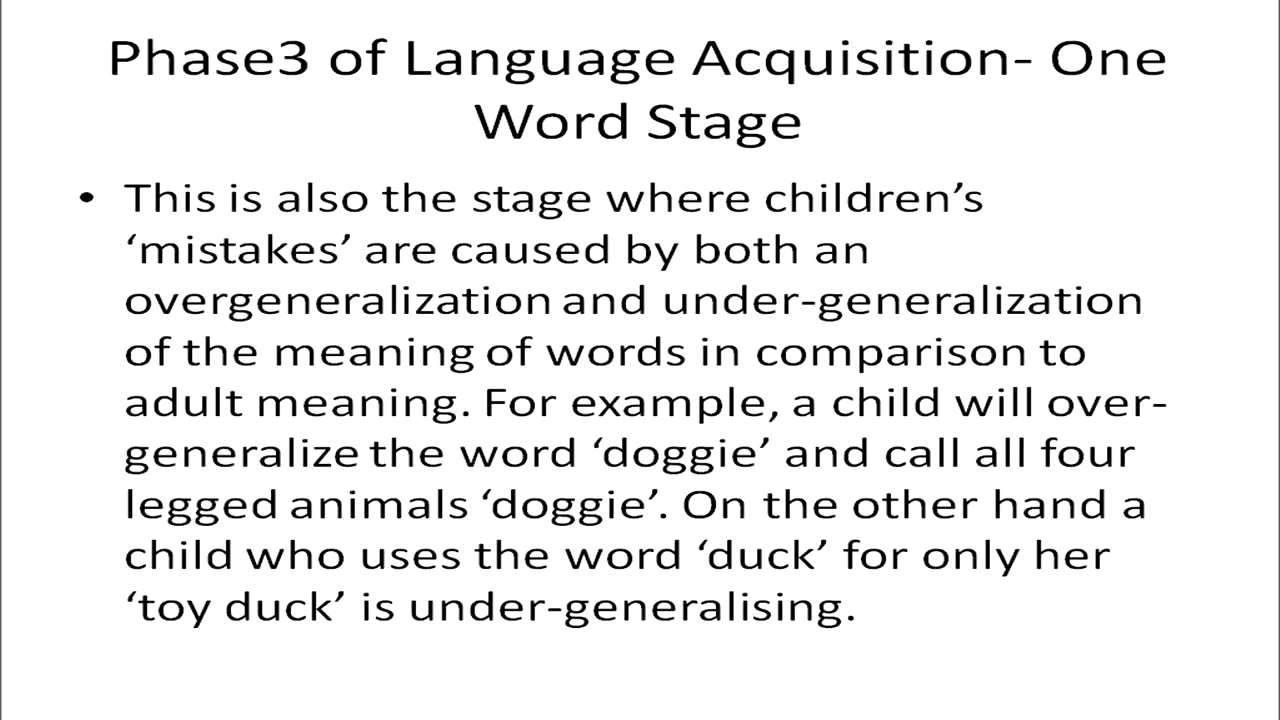 Phase3 of Language Acquisition- One
Word Stage
• This is also the stage where children’s
‘mistakes’ are caused by both an
overgeneralization and under-generalization
of the meaning of words in comparison to
adult meaning. For example, a child will over-
generalize the word ‘doggie’ and call all four
legged animals ‘doggie’. On the other hand a
child who uses the word ‘duck’ for only her
‘toy duck’ is under-generalising.